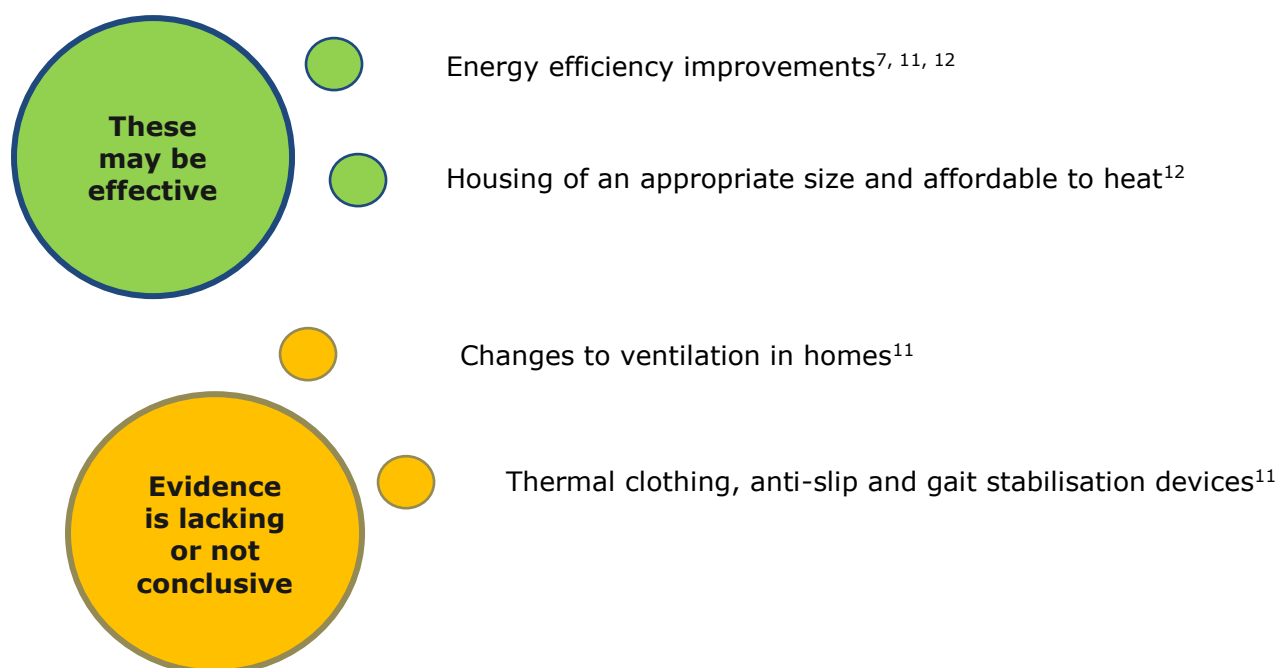 These
may be
effective
Energy efficiency improvements⁷, ¹¹, ¹²
Housing of an appropriate size and affordable to heat¹²
Changes to ventilation in homes¹¹
Evidence
is lacking
or not
conclusive
Thermal clothing, anti-slip and gait stabilisation devices¹¹